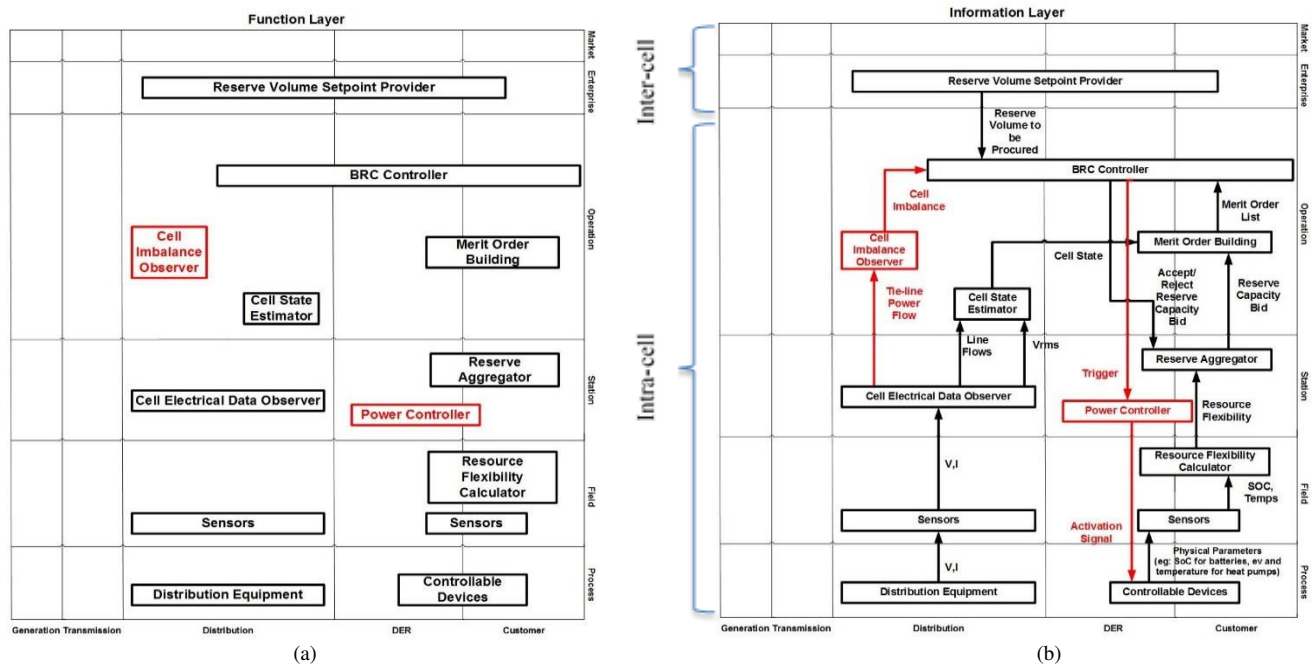 Function Layer
Market
Enterprise
Reserve Volume Setpoint Provider
Operation
BRC Controller
Cell
Imbalance
Observer
Merit Order
Building
Cell State
Estimator
Station
Reserve
Aggregator
Cell Electrical Data Observer
Power Controller
Field
Resource
Flexibility
Calculator
Sensors
Sensors
Process
Distribution Equipment
Controllable
Devices
Generation Transmission
Distribution
DER
Customer
(a)
Inter-cell
Intra-cell
Information Layer
Market
Enterprise
Reserve Volume Setpoint Provider
Reserve
Volume to
be
Procured
Operation
BRC Controller
Cell
Imbalance
Merit Order
List
Cell
Imbalance
Observer
Merit Order Building
Cell State
Tie-line
Power
Flow
Cell State
Estimator
Accept/
Reject
Reserve
Capacity
Bid
Reserve
Capacity
Bid
Line
Flows
Vrms
Station
Reserve Aggregator
Trigger
Cell Electrical Data Observer
Power Controller
Resource
Flexibility
Field
V,I
Resource Flexibility
Calculator
SOC,
Temps
Sensors
Sensors
Activation
Signal
Process
V,I
Physical Parameters
(eg: SoC for batteries, ev and
temperature for heat pumps)
Distribution Equipment
Controllable Devices
Generation Transmission
Distribution
DER
Customer
(b)